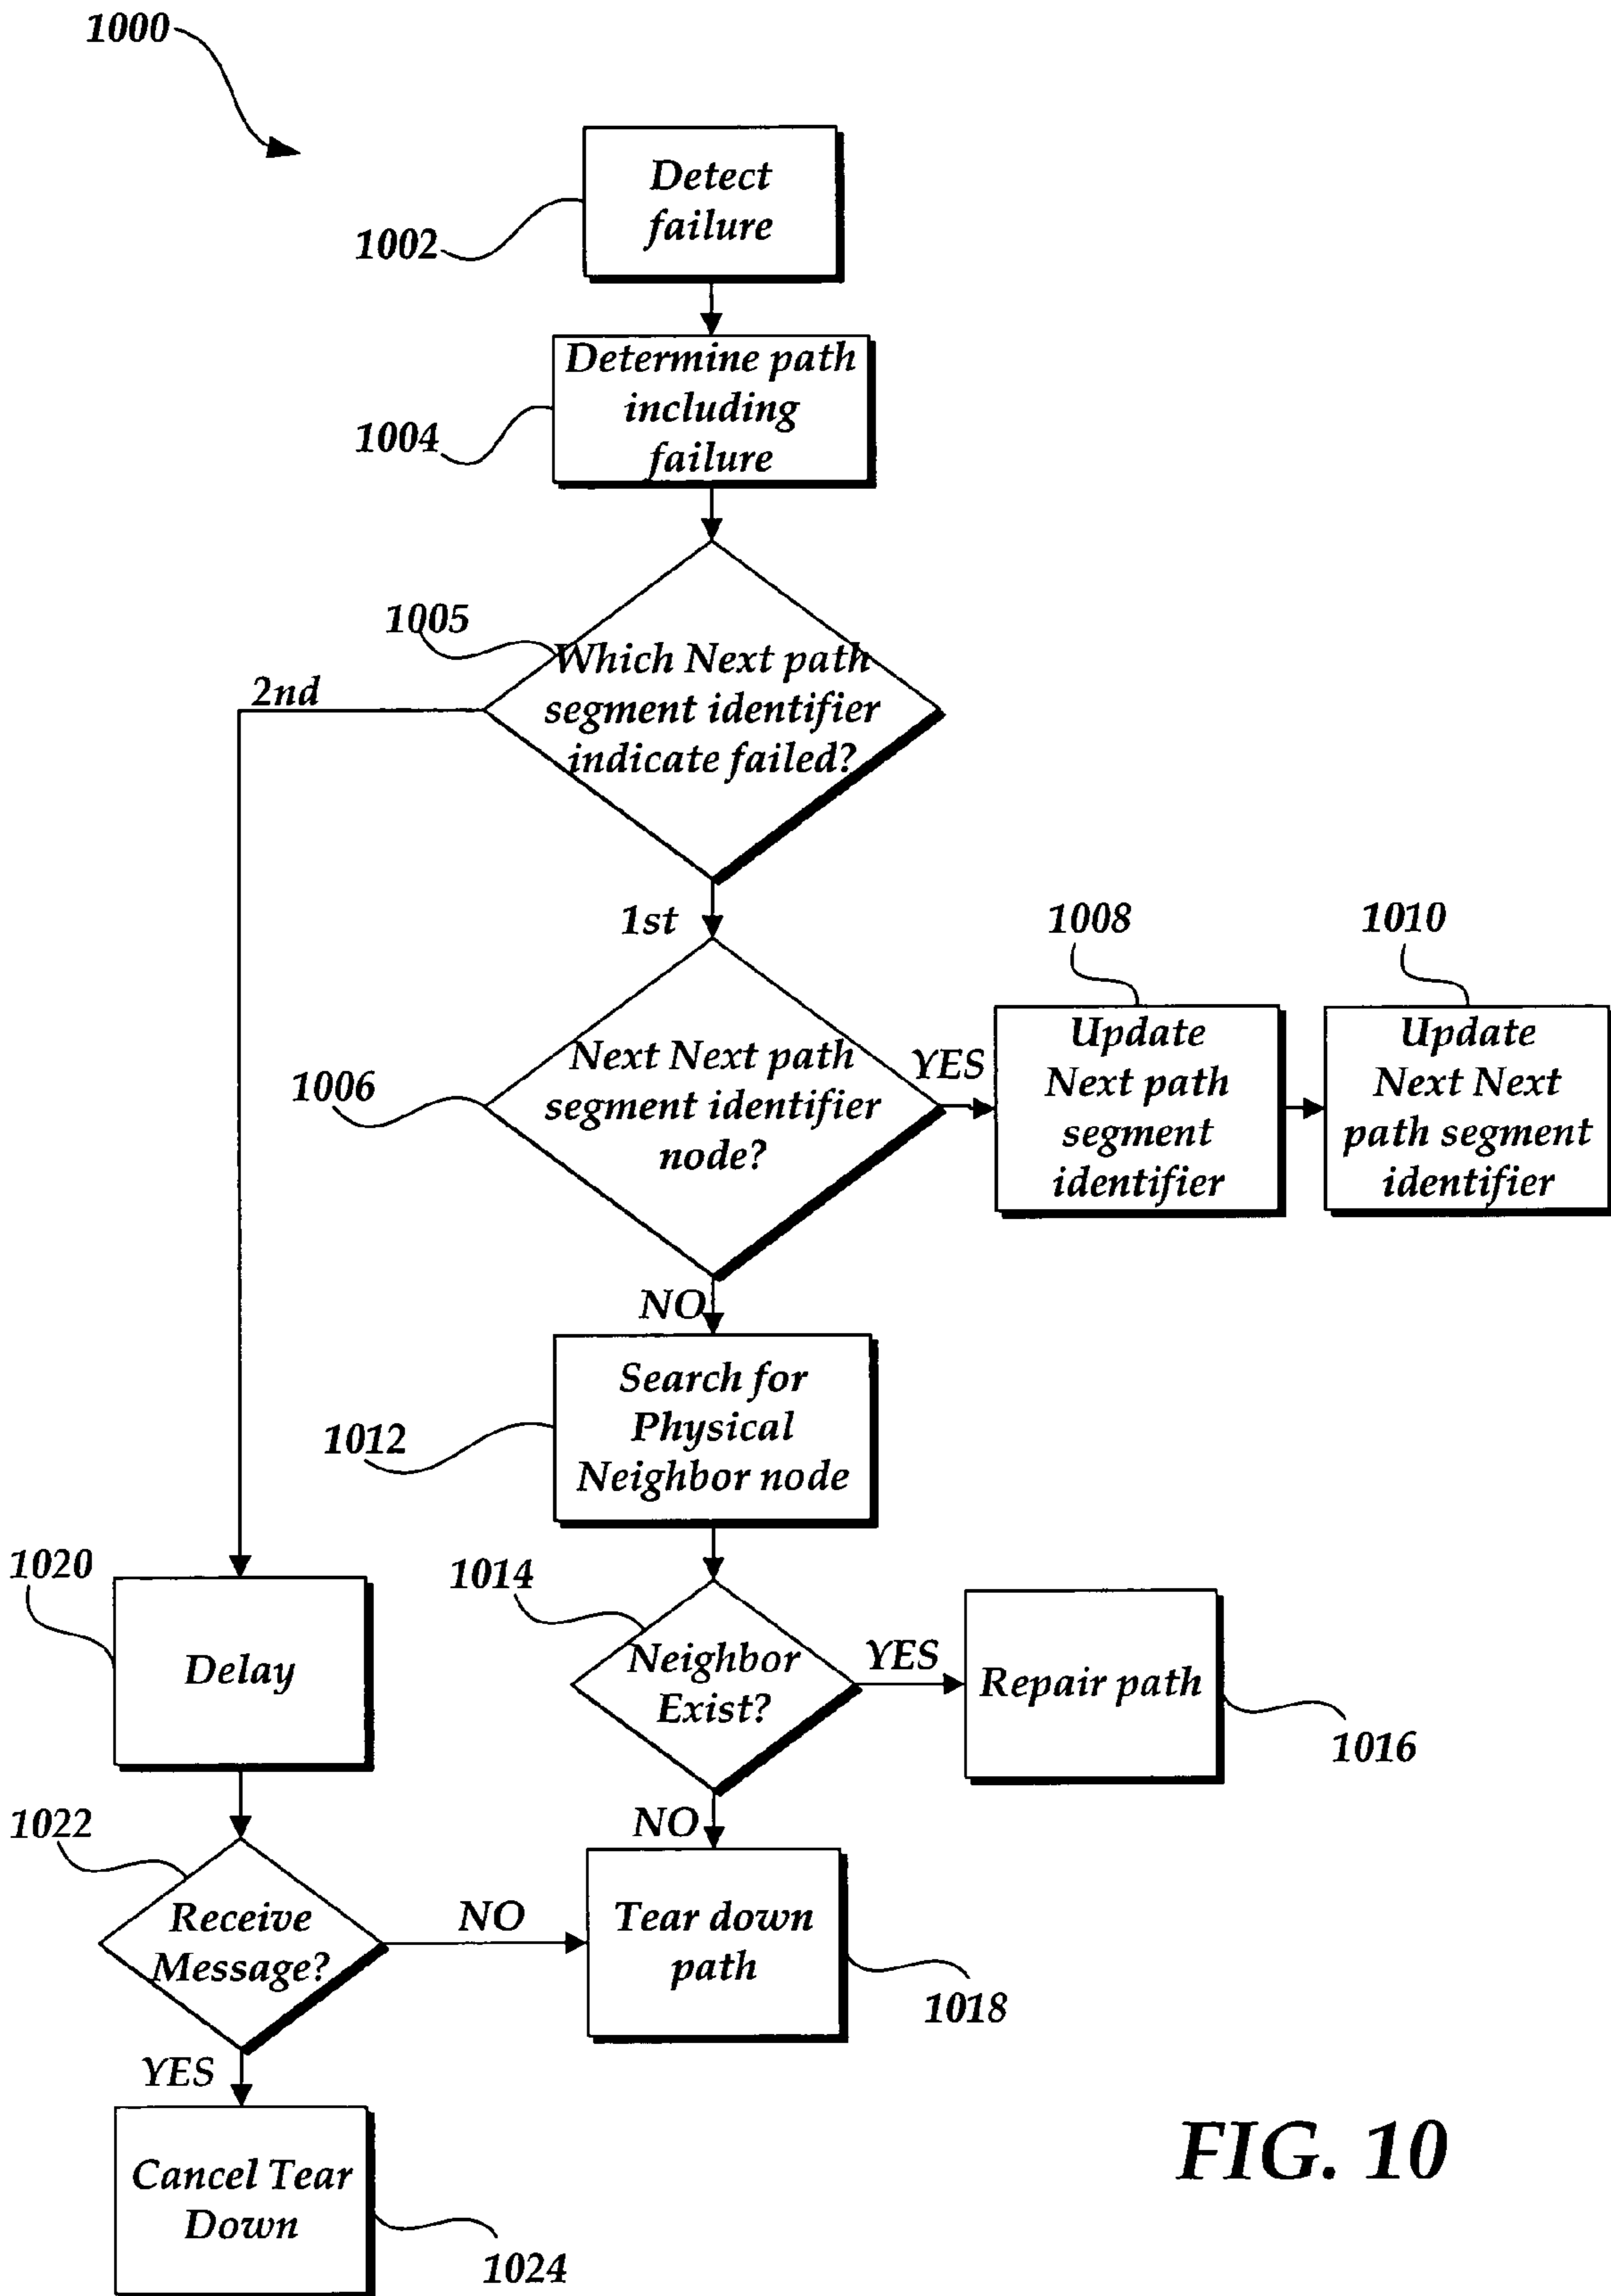 1000
Detect
failure
1002
Determine path
including
failure
1004
1005
Which Next path
segment identifier
indicate failed?
2nd
1st
1008
1010
Next Next path
segment identifier
node?
1006
YES
Update
Next path
segment
identifier
Update
Next Next
path segment
identifier
NO
Search for
Physical
Neighbor node
1012
1020
Delay
1014
Neighbor
Exist?
YES
Repair path
1016
1022
Receive
Message?
NO
NO
Tear down
path
1018
YES
Cancel Tear
Down
1024
FIG. 10